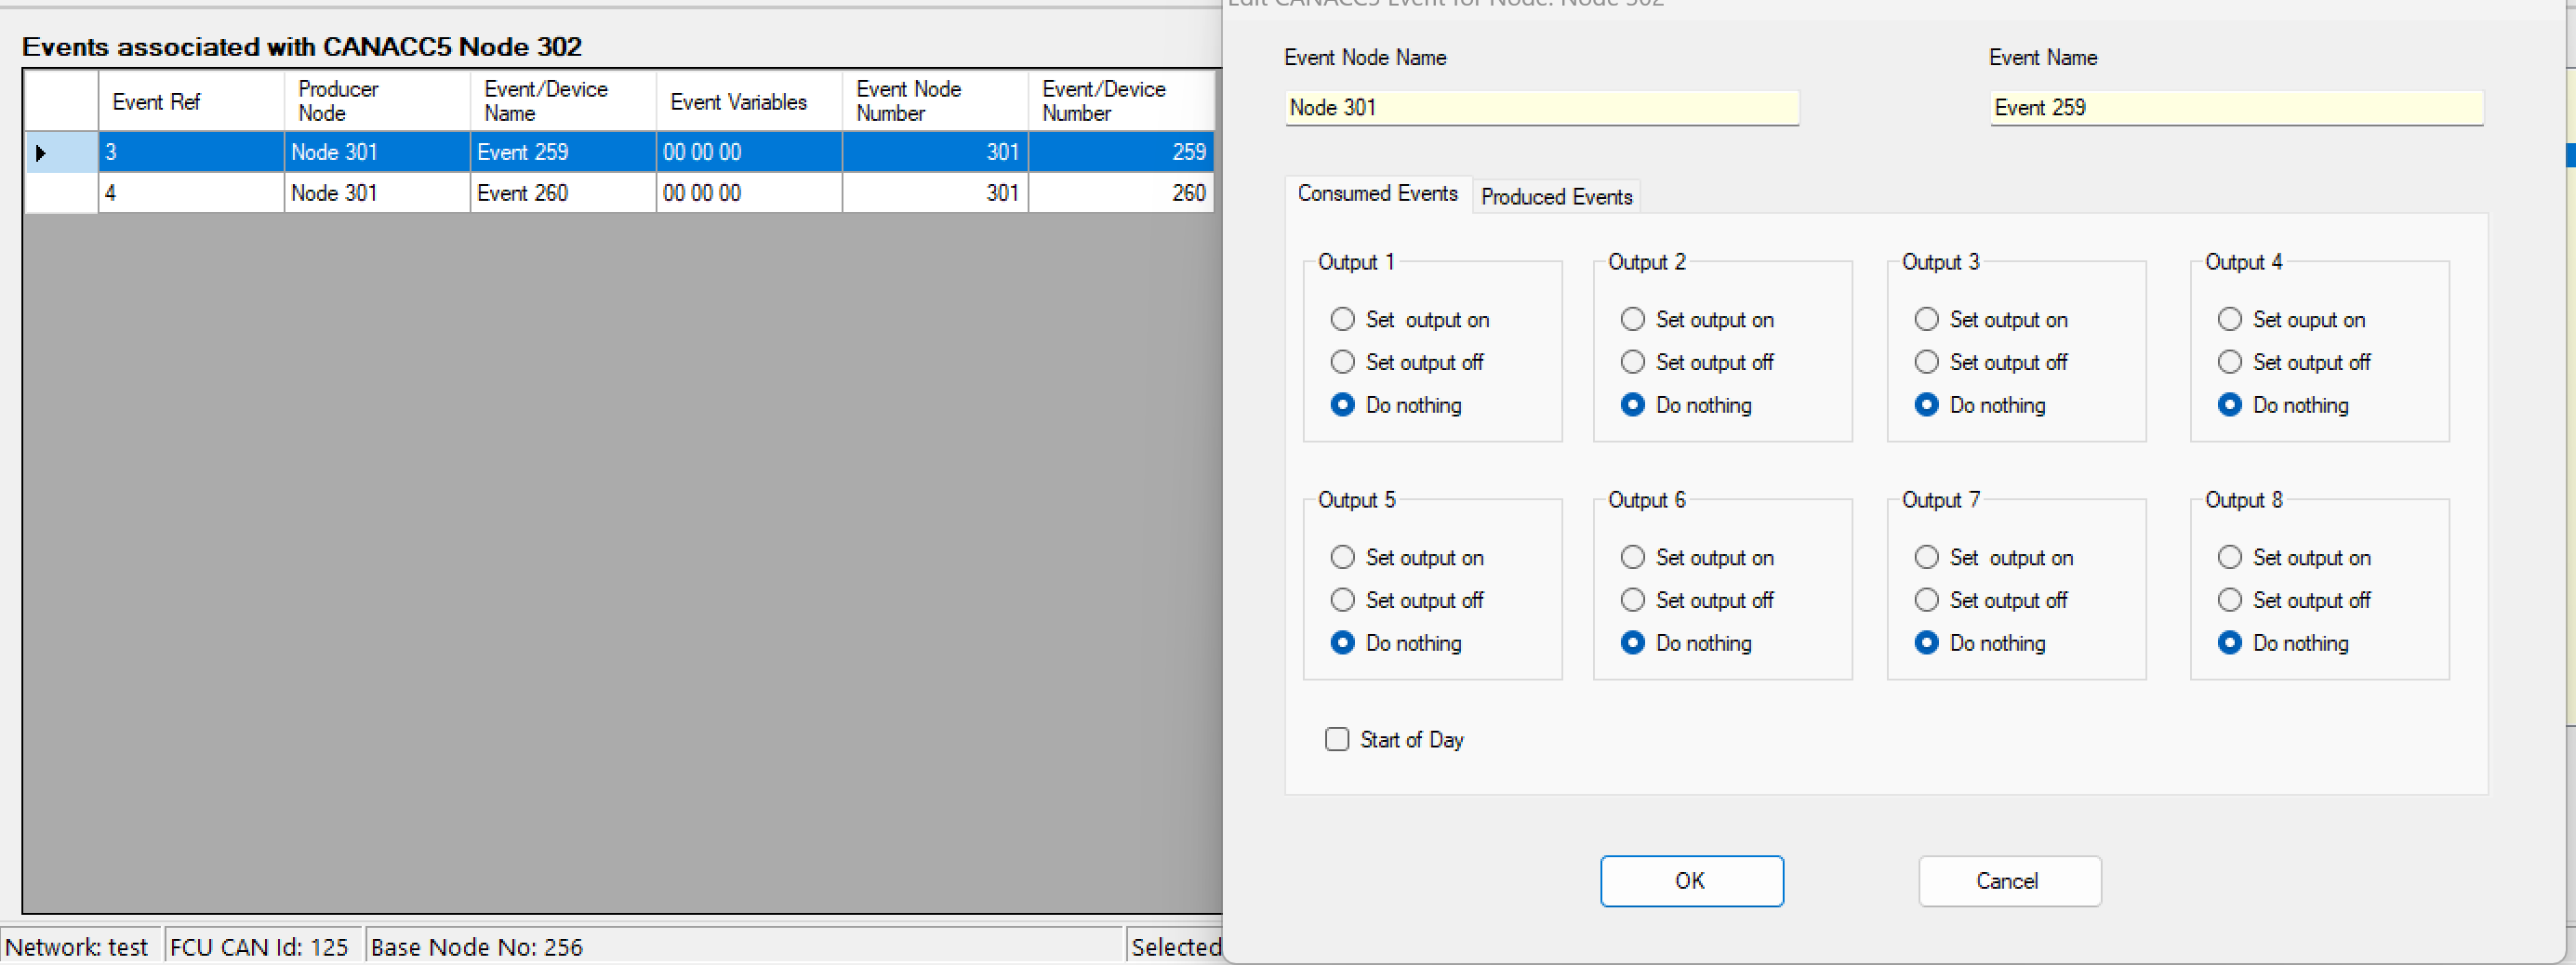 Edit CANACC5 Event for Node: Node 302
Events associated with CANACC5 Node 302
Event Ref
Producer
Node
Event/Device
Name
Event Variables
Event Node
Number
Event/Device
Number
3 Node 301 Event 259 00 00 00 301 259
4 Node 301 Event 260 00 00 00 301 260
Event Node Name
Event Name
Node 301
Event 259
Consumed Events
Produced Events
Output 1
Set  output on
Set output off
Do nothing
Output 2
Set output on
Set output off
Do nothing
Output 3
Set output on
Set output off
Do nothing
Output 4
Set ouput on
Set output off
Do nothing
Output 5
Set output on
Set output off
Do nothing
Output 6
Set output on
Set output off
Do nothing
Output 7
Set  output on
Set output off
Do nothing
Output 8
Set output on
Set output off
Do nothing
Start of Day
OK
Cancel
Network: test
FCU CAN Id: 125
Base Node No: 256
Selected